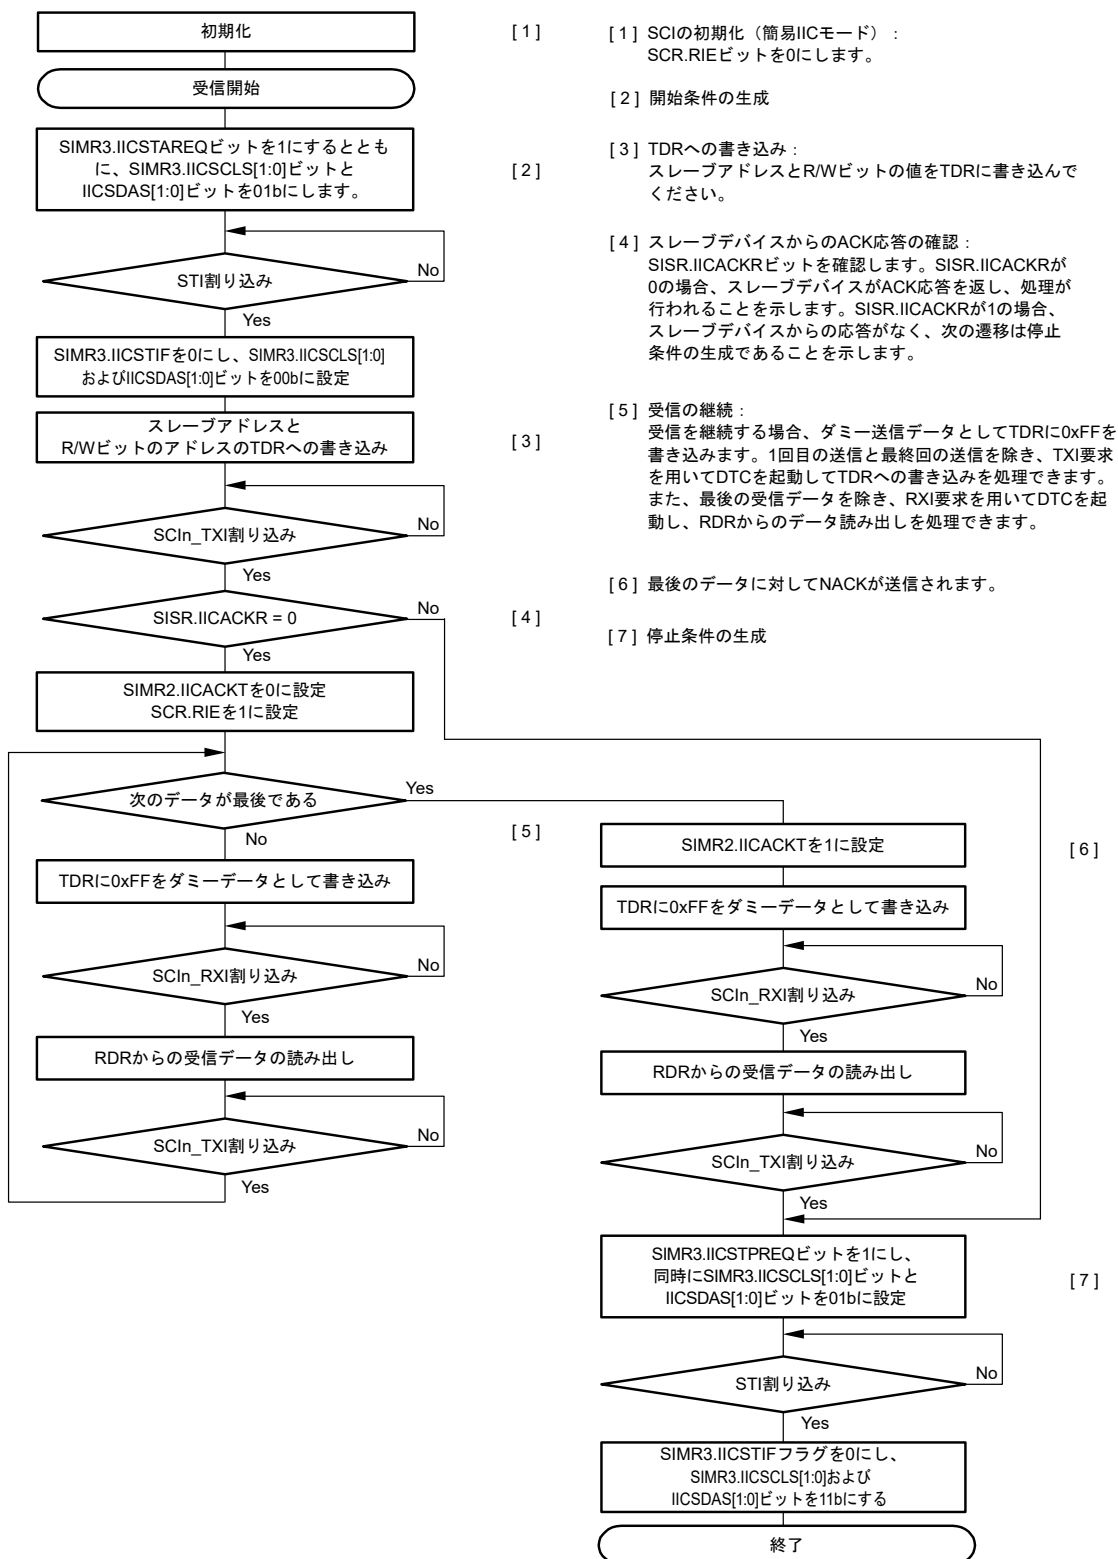 初期化
[ 1 ]
[ 1 ] SCIの初期化（簡易IICモード）：
SCR.RIEビットを0にします。
受信開始
[ 2 ] 開始条件の生成
SIMR3.IICSTAREQビットを1にするととも
に、SIMR3.IICSCLS[1:0]ビットと
IICSDAS[1:0]ビットを01bにします。
[ 2 ]
[ 3 ] TDRへの書き込み：
スレーブアドレスとR/Wビットの値をTDRに書き込んで
ください。
STI割り込み
No
Yes
[ 4 ] スレーブデバイスからのACK応答の確認：
SISR.IICACKRビットを確認します。SISR.IICACKRが
0の場合、スレーブデバイスがACK応答を返し、処理が
行われることを示します。SISR.IICACKRが1の場合、
スレーブデバイスからの応答がなく、次の遷移は停止
条件の生成であることを示します。
SIMR3.IICSTIFを0にし、SIMR3.IICSCLS[1:0]
およびIICSDAS[1:0]ビットを00bに設定
スレーブアドレスと
R/WビットのアドレスのTDRへの書き込み
[ 3 ]
[ 5 ] 受信の継続：
受信を継続する場合、ダミー送信データとしてTDRに0xFFを
書き込みます。1回目の送信と最終回の送信を除き、TXI要求
を用いてDTCを起動してTDRへの書き込みを処理できます。
また、最後の受信データを除き、RXI要求を用いてDTCを起
動し、RDRからのデータ読み出しを処理できます。
SCIn_TXI割り込み
No
Yes
[ 6 ] 最後のデータに対してNACKが送信されます。
SISR.IICACKR = 0
No
[ 4 ]
Yes
[ 7 ] 停止条件の生成
SIMR2.IICACKTを0に設定
SCR.RIEを1に設定
次のデータが最後である
Yes
No
[ 5 ]
TDRに0xFFをダミーデータとして書き込み
SCIn_RXI割り込み
No
Yes
RDRからの受信データの読み出し
SCIn_TXI割り込み
No
Yes
SIMR2.IICACKTを1に設定
[ 6 ]
TDRに0xFFをダミーデータとして書き込み
SCIn_RXI割り込み
No
Yes
RDRからの受信データの読み出し
SCIn_TXI割り込み
No
Yes
SIMR3.IICSTPREQビットを1にし、
同時にSIMR3.IICSCLS[1:0]ビットと
IICSDAS[1:0]ビットを01bに設定
[ 7 ]
STI割り込み
No
Yes
SIMR3.IICSTIFフラグを0にし、
SIMR3.IICSCLS[1:0]および
IICSDAS[1:0]ビットを11bにする
終了